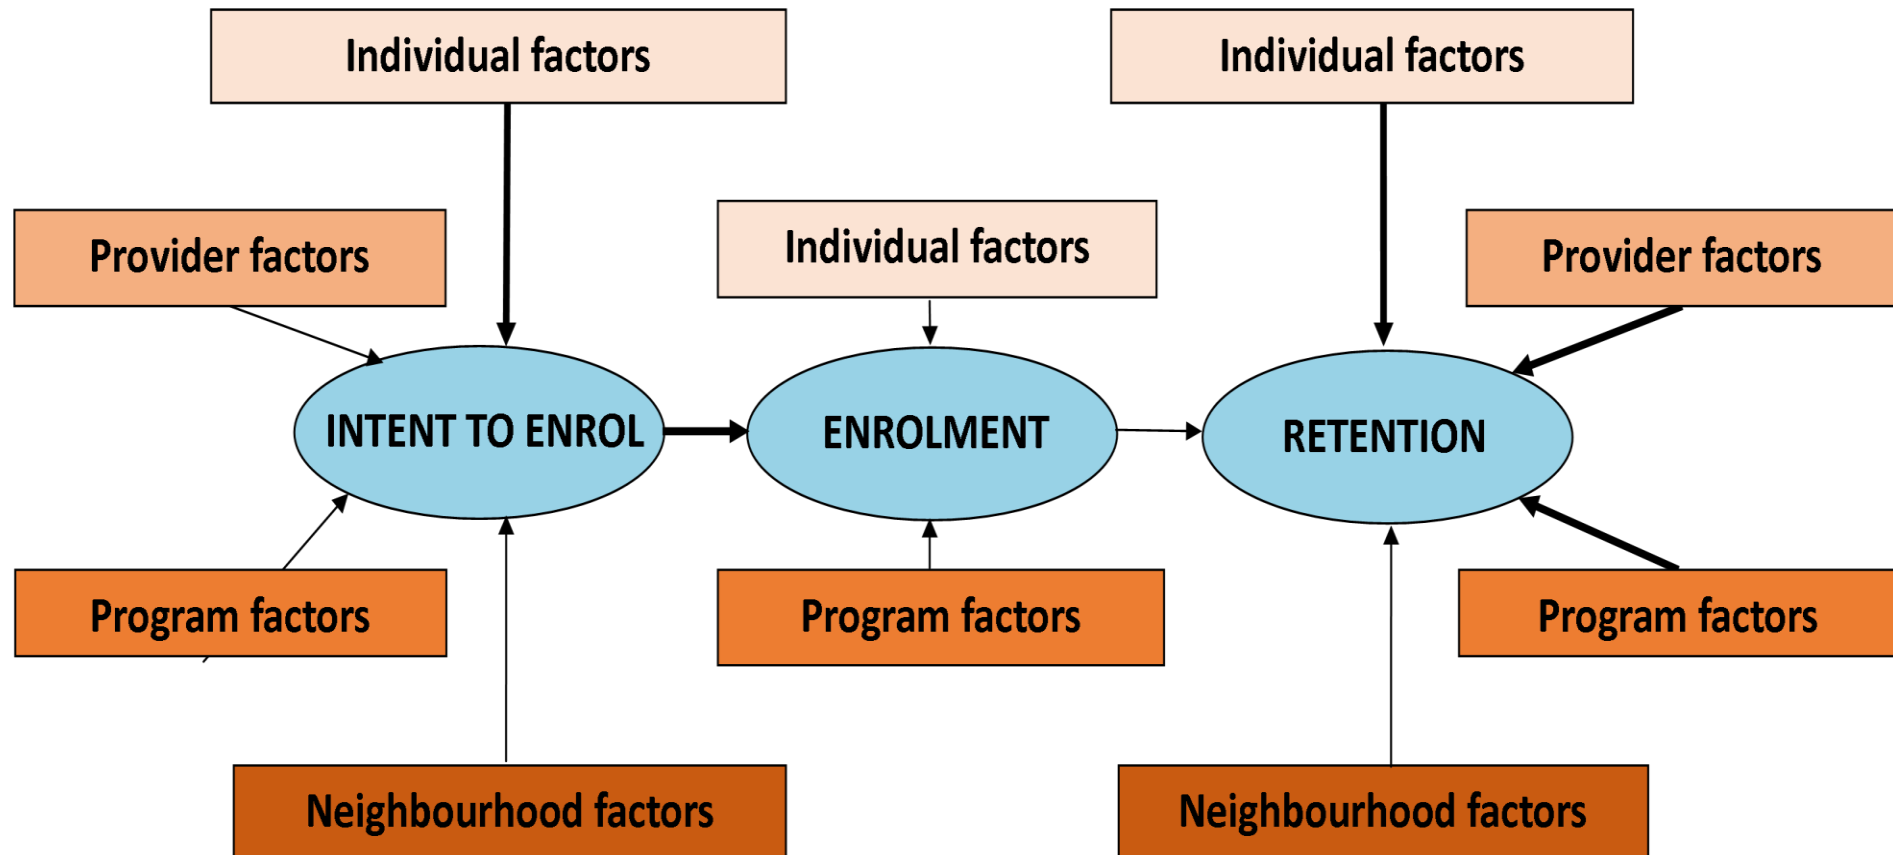 Individual factors
Individual factors
Provider factors
Individual factors
Provider factors
INTENT TO ENROL
ENROLMENT
RETENTION
Program factors
Program factors
Program factors
Neighbourhood factors
Neighbourhood factors